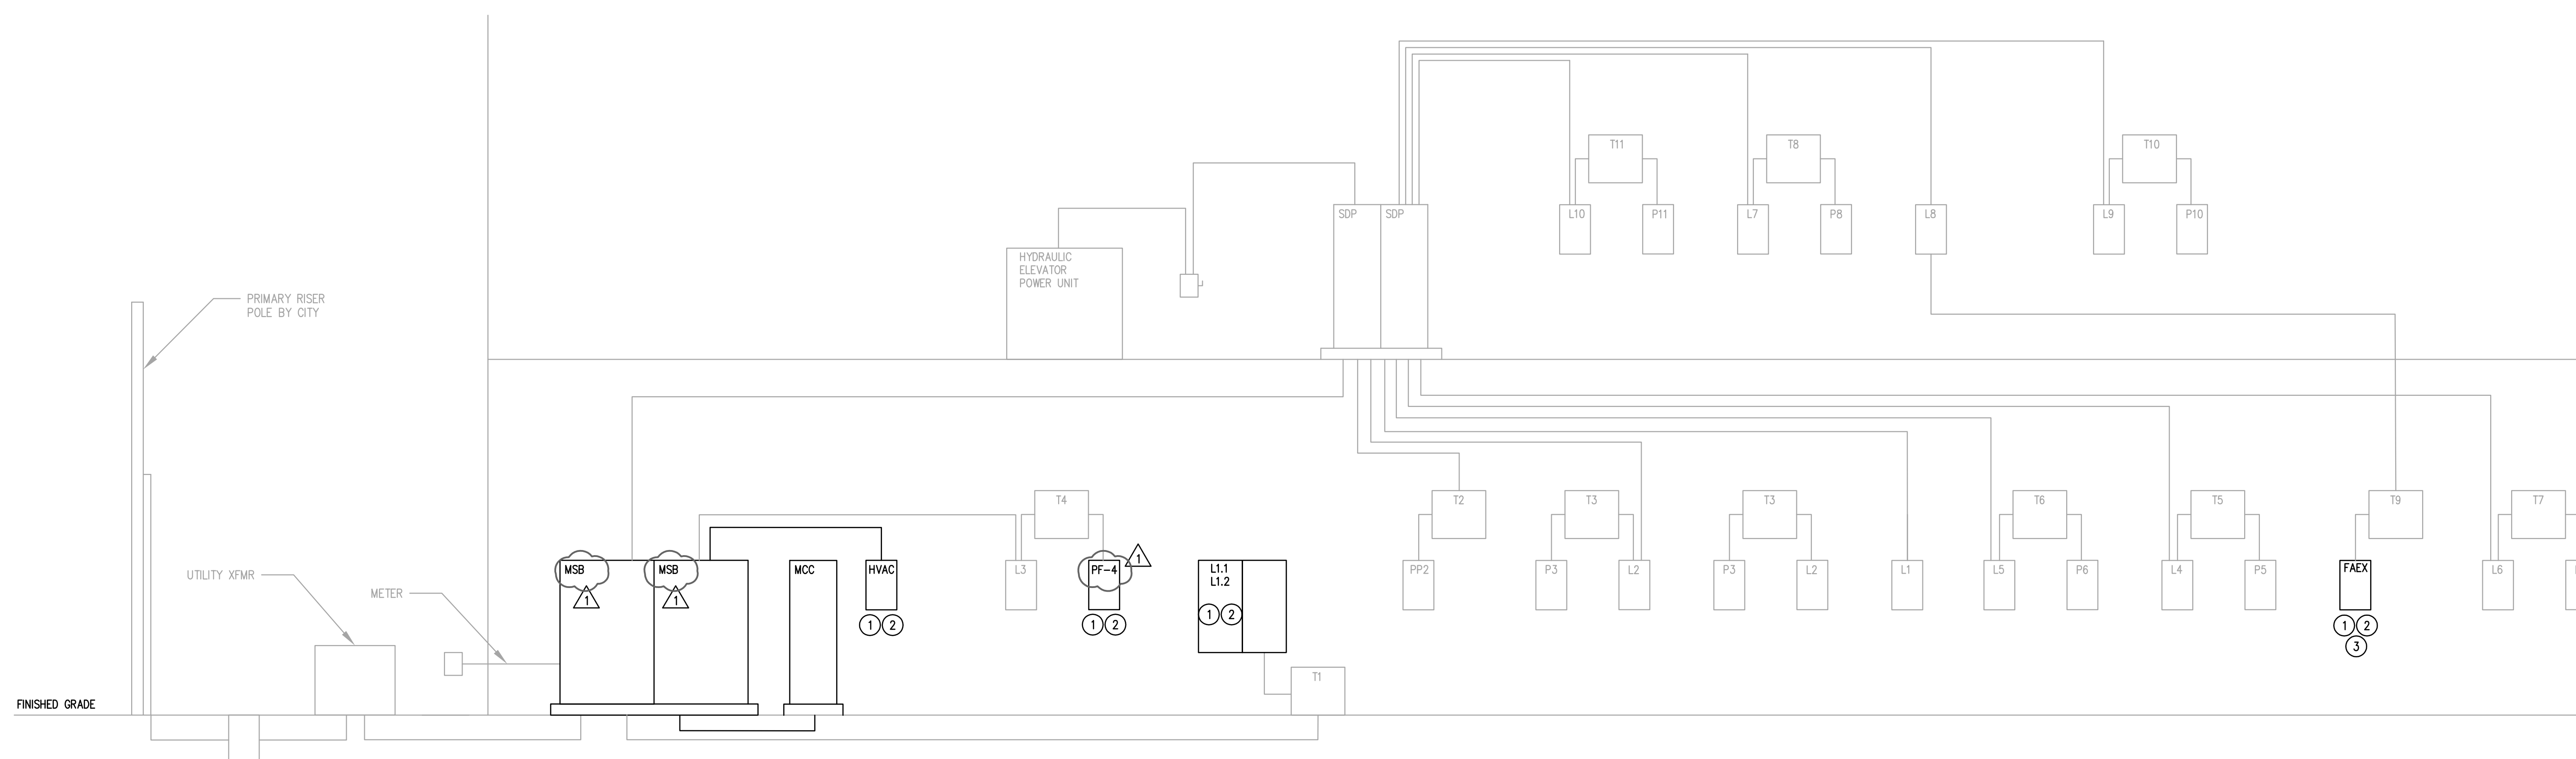 T11
T8
T10
SDP
SDP
L10
P11
L7
P8
L8
L9
P10
HYDRAULIC
ELEVATOR
POWER UNIT
PRIMARY RISER
POLE BY CITY
T4
T2
T3
T3
T6
T5
T9
T7
MSB
1
MSB
1
MCC
HVAC
1 2
L3
PF-4
1
1 2
L1.1
L1.2
1 2
PP2
P3
L2
P3
L2
L1
L5
P6
L4
P5
FAEX
1 2
3
L6
UTILITY XFMR
METER
T1
FINISHED GRADE